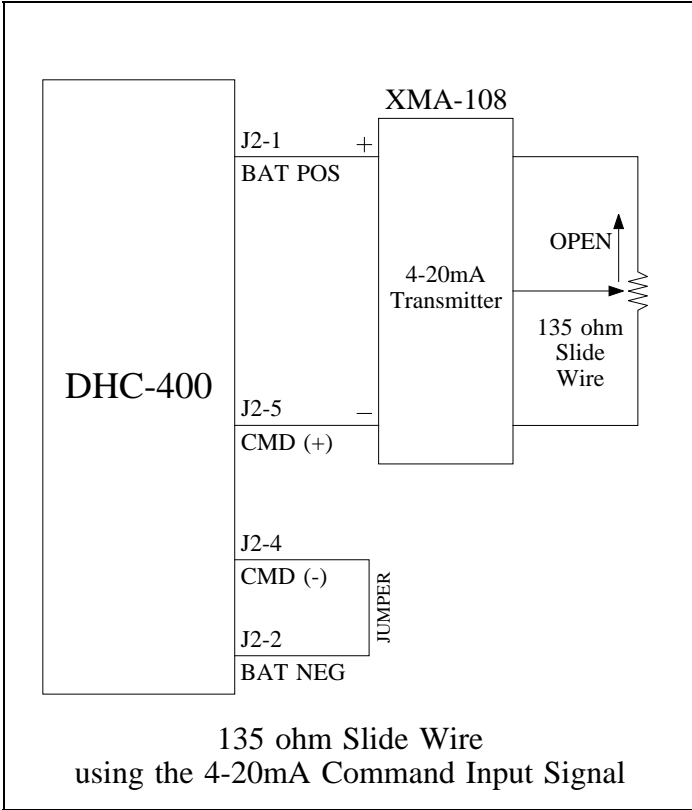 XMA-108
J2-1
+
BAT POS
OPEN
4-20mA
Transmitter
135 ohm
Slide
Wire
DHC-400
J2-5
−
CMD (+)
J2-4
CMD (-)
JUMPER
J2-2
BAT NEG
135 ohm Slide Wire
using the 4-20mA Command Input Signal